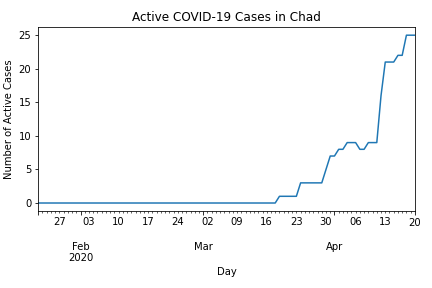 Active COVID-19 Cases in Chad
Number of Active Cases
25
20
15
10
5
0
27 03 10 17 24 02 09 16 23 30 06 13 20
Feb Mar Apr
2020
Day